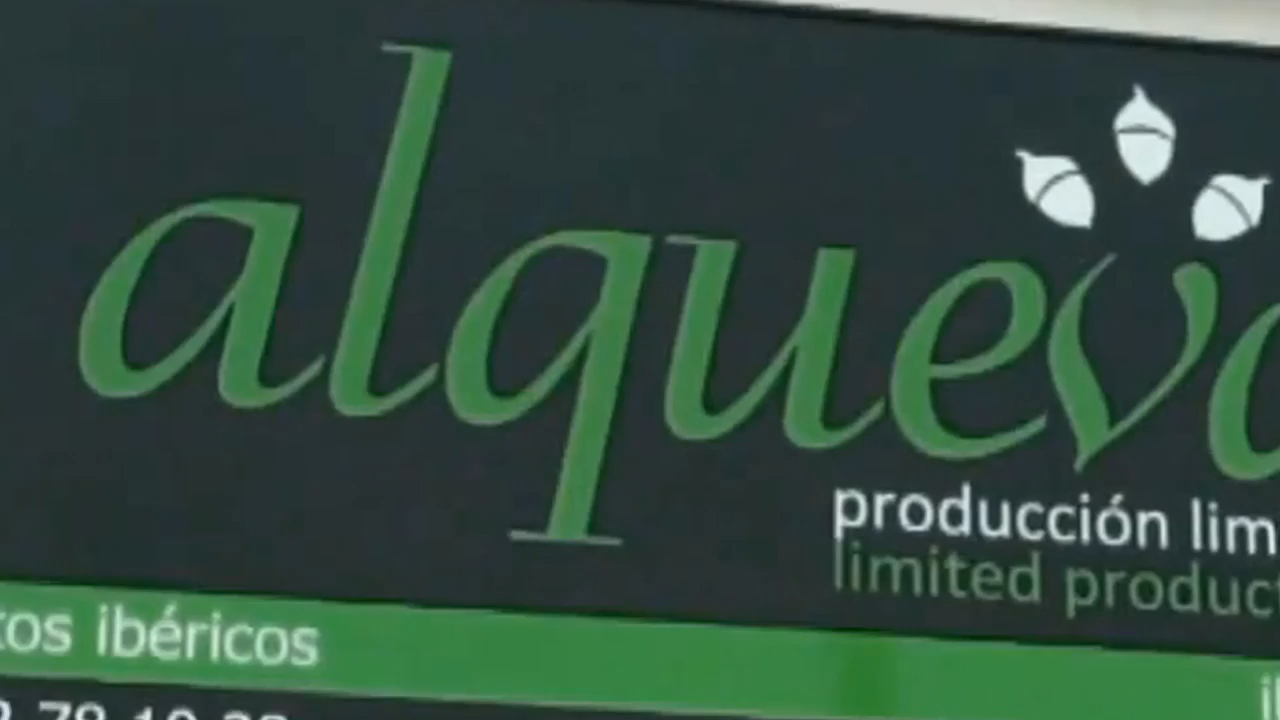 alqueva
producción lim
limited product
tos ibéricos